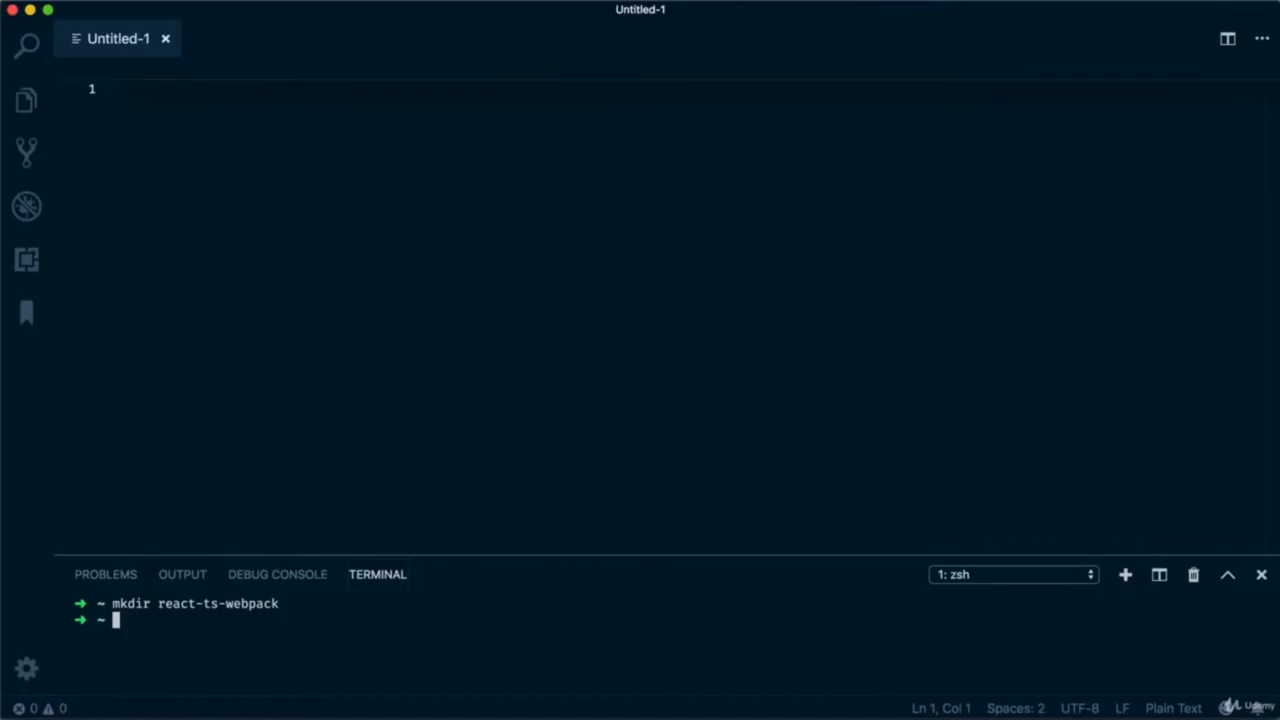 Untitled-1
Untitled-1
1
PROBLEMS OUTPUT DEBUG CONSOLE TERMINAL 1: zsh
➜ ~ mkdir react-ts-webpack
➜ ~
0 0 Ln 1, Col 1 Spaces: 2 UTF-8 LF Plain Text Udemy